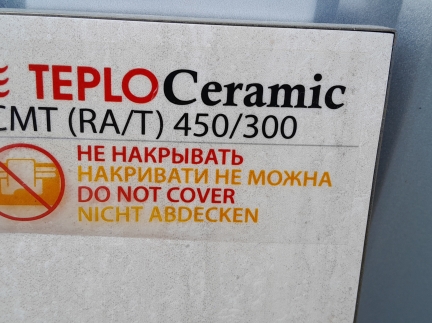 TEPLOCeramic
CMT (RA/T) 450/300
НЕ НАКРЫВАТЬ
НАКРИВАТИ НЕ МОЖНА
DO NOT COVER
NICHT ABDECKEN